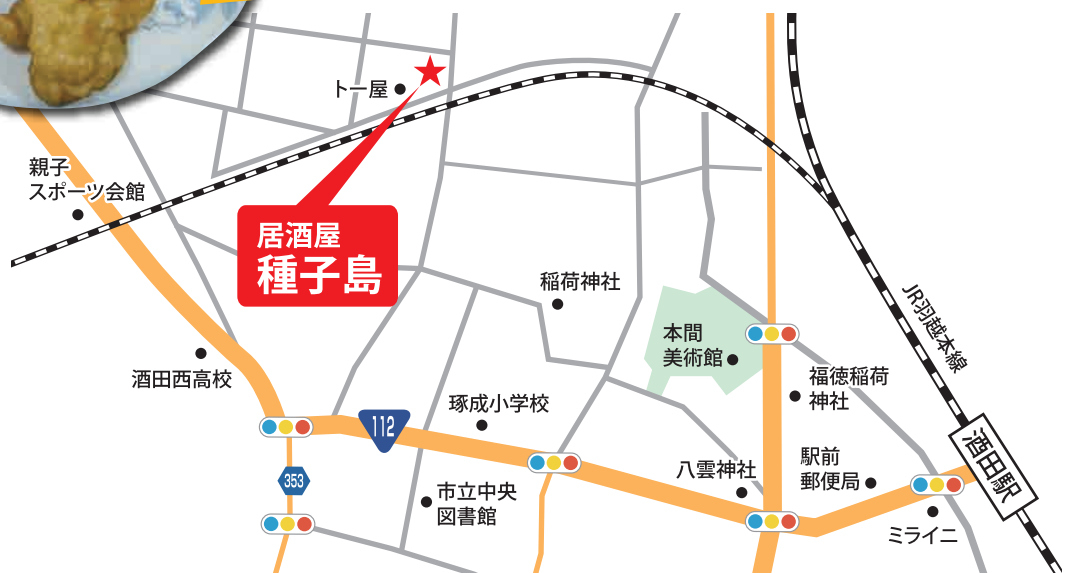 トー屋
親子
スポーツ会館
居酒屋
種子島
稲荷神社
JR羽越本線
本間
美術館
酒田西高校
福徳稲荷
神社
琢成小学校
112
酒田駅
八雲神社
駅前
郵便局
353
市立中央
図書館
ミライニ